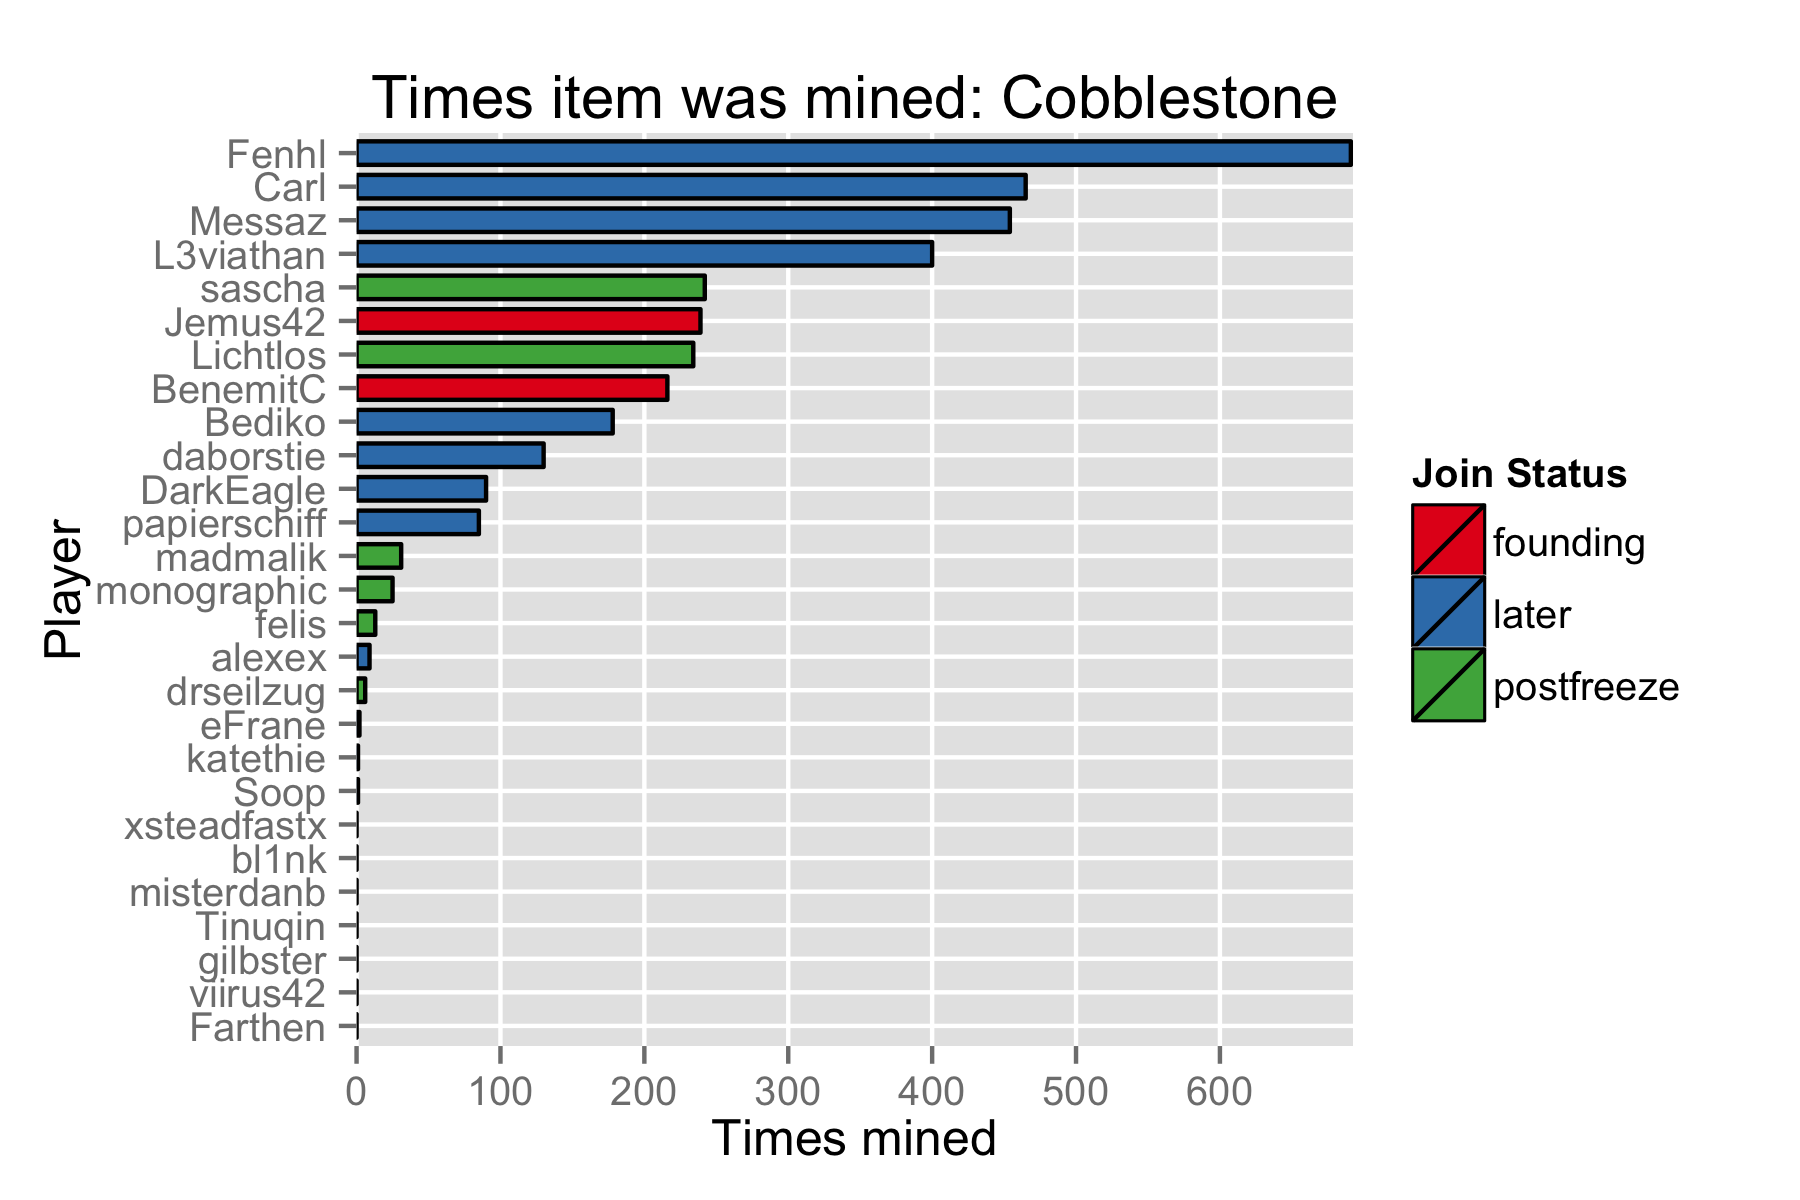 Times item was mined: Cobblestone
Player
Fenhl
Carl
Messaz
L3viathan
sascha
Jemus42
Lichtlos
BenemitC
Bediko
daborstie
DarkEagle
papierschiff
madmalik
monographic
felis
alexex
drseilzug
eFrane
katethie
Soop
xsteadfastx
bl1nk
misterdanb
Tinuqin
gilbster
viirus42
Farthen
0 100 200 300 400 500 600
Times mined
Join Status
founding
later
postfreeze